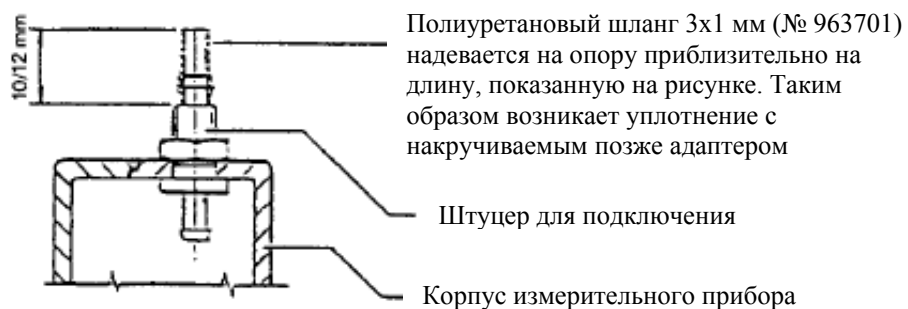 10/12 mm
Полиуретановый шланг 3х1 мм (№ 963701)
надевается на опору приблизительно на
длину, показанную на рисунке. Таким
образом возникает уплотнение с
накручиваемым позже адаптером
Штуцер для подключения
Корпус измерительного прибора